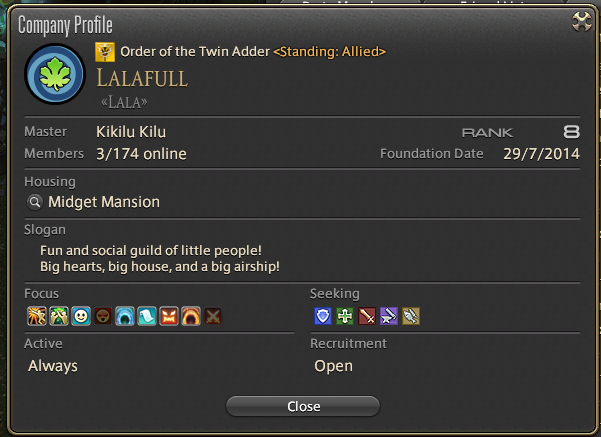 Company Profile
Order of the Twin Adder <Standing: Allied>
LALAFULL
«LALA»
Master Kikilu Kilu RANK 8
Members 3/174 online Foundation Date 29/7/2014
Housing
Midget Mansion
Slogan
Fun and social guild of little people!
Big hearts, big house, and a big airship!
Focus Seeking
Active Recruitment
Always Open
Close